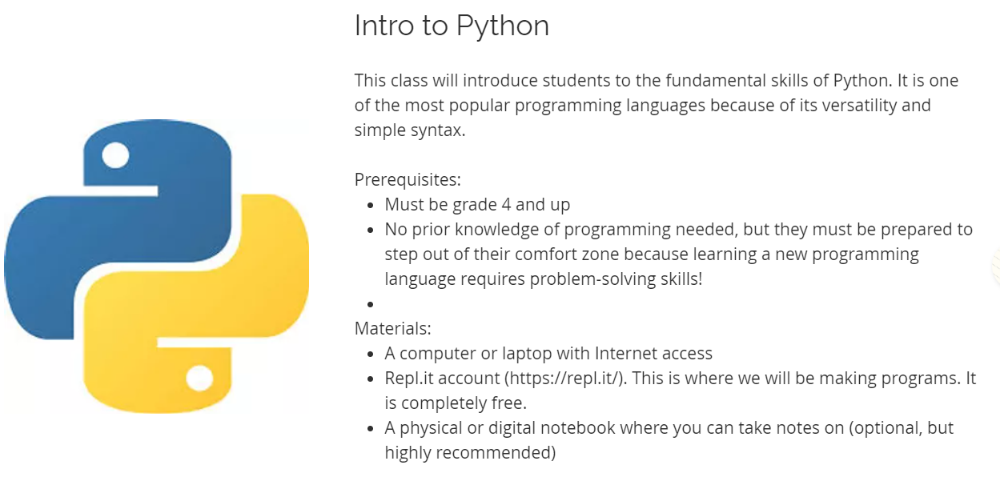 Intro to Python
This class will introduce students to the fundamental skills of Python. It is one
of the most popular programming languages because of its versatility and
simple syntax.
Prerequisites:
• Must be grade 4 and up
• No prior knowledge of programming needed, but they must be prepared to
step out of their comfort zone because learning a new programming
language requires problem-solving skills!
•
Materials:
• A computer or laptop with Internet access
• Repl.it account (https://repl.it/). This is where we will be making programs. It
is completely free.
• A physical or digital notebook where you can take notes on (optional, but
highly recommended)